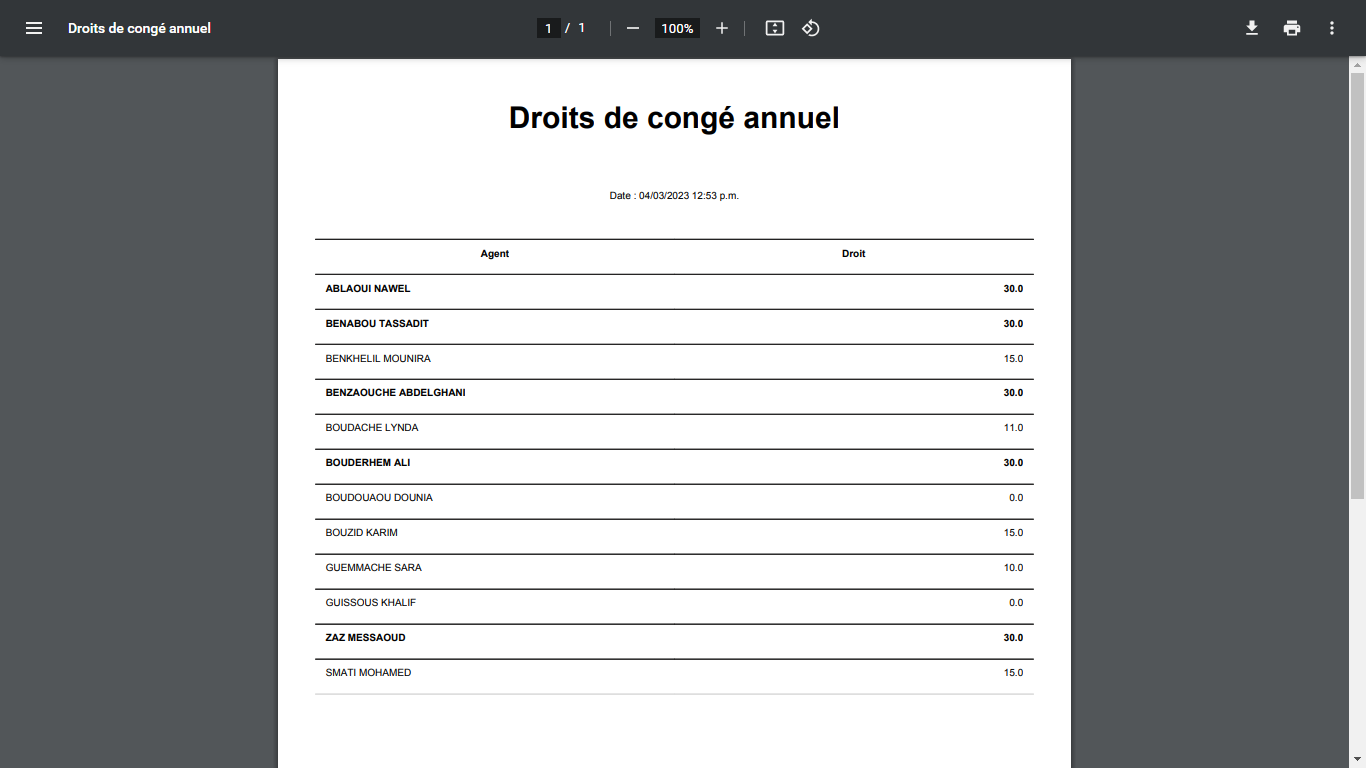 Droits de congé annuel
1 / 1
100%
Droits de congé annuel
Date : 04/03/2023 12:53 p.m.
Agent Droit
ABLAOUI NAWEL 30.0
BENABOU TASSADIT 30.0
BENKHELIL MOUNIRA 15.0
BENZAOUCHE ABDELGHANI 30.0
BOUDACHE LYNDA 11.0
BOUDERHEM ALI 30.0
BOUDOUAOU DOUNIA 0.0
BOUZID KARIM 15.0
GUEMMACHE SARA 10.0
GUISSOUS KHALIF 0.0
ZAZ MESSAOUD 30.0
SMATI MOHAMED 15.0